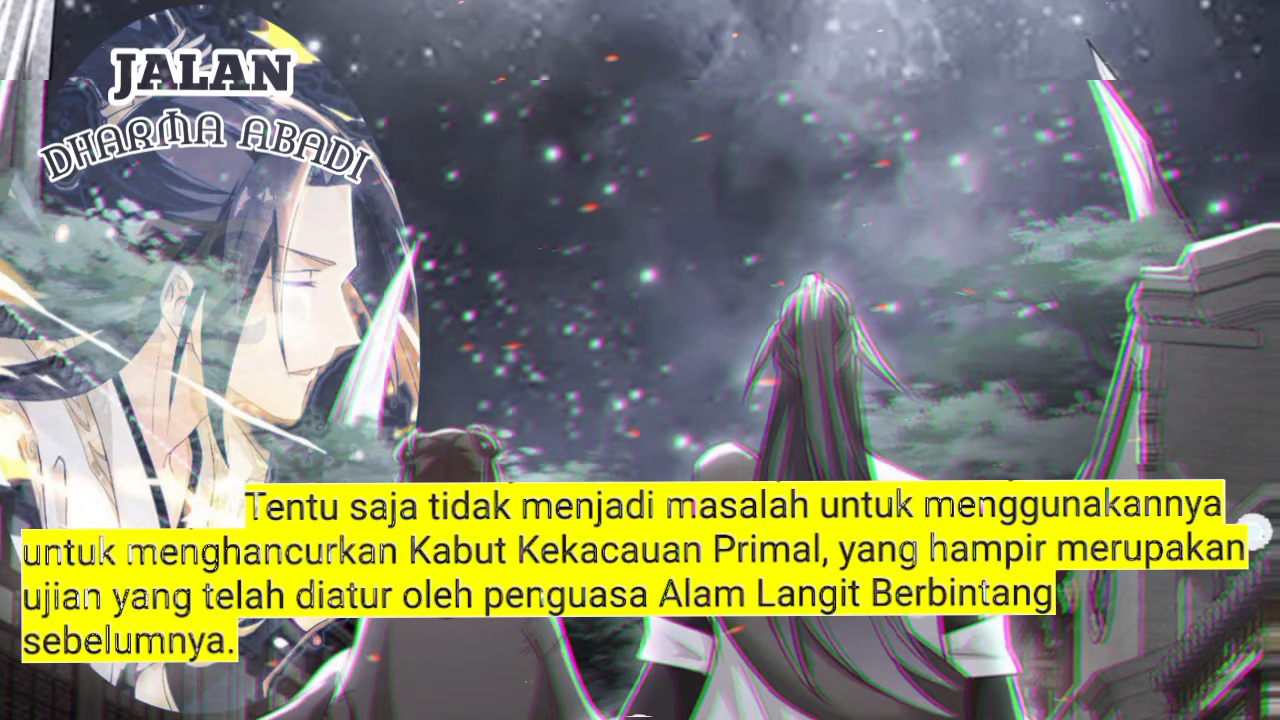 JALAN
DHARMA ABADI
Tentu saja tidak menjadi masalah untuk menggunakannya
untuk menghancurkan Kabut Kekacauan Primal, yang hampir merupakan
ujian yang telah diatur oleh penguasa Alam Langit Berbintang
sebelumnya.